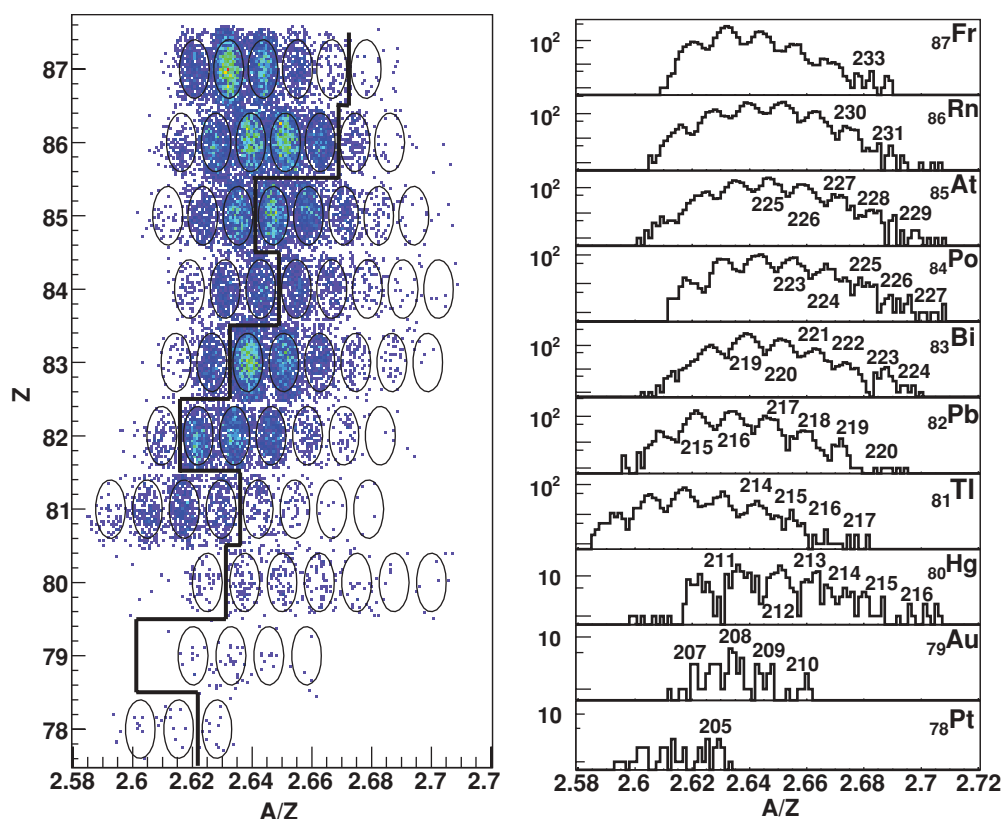 87
86
85
84
83
82
81
80
79
78
Z
2.58 2.6 2.62 2.64 2.66 2.68 2.7
A/Z
10² 233 87Fr
10² 230 231 86Rn
10² 225 226 227 228 229 85At
10² 223 224 225 226 227 84Po
10² 219 220 221 222 223 224 83Bi
10² 215 216 217 218 219 220 82Pb
10² 214 215 216 217 81Tl
10 211 212 213 214 215 216 80Hg
10 207 208 209 210 79Au
10 205 78Pt
2.58 2.6 2.62 2.64 2.66 2.68 2.7 2.72
A/Z